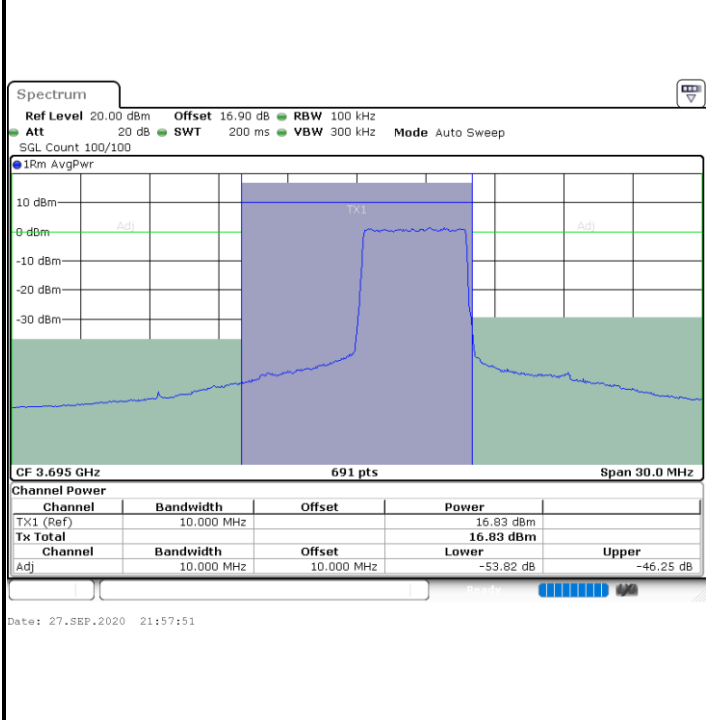 Spectrum
Ref Level 20.00 dBm Offset 16.90 dB RBW 100 kHz
Att 20 dB SWT 200 ms VBW 300 kHz Mode Auto Sweep
SGL Count 100/100
1Rm AvgPwr
10 dBm
TX1
Adj Adj
0 dBm
-10 dBm
-20 dBm
-30 dBm
CF 3.695 GHz 691 pts Span 30.0 MHz
Channel Power
Channel Bandwidth Offset Power
TX1 (Ref) 10.000 MHz 16.83 dBm
Tx Total 16.83 dBm
Channel Bandwidth Offset Lower Upper
Adj 10.000 MHz 10.000 MHz -53.82 dB -46.25 dB
Ready
Date: 27.SEP.2020 21:57:51